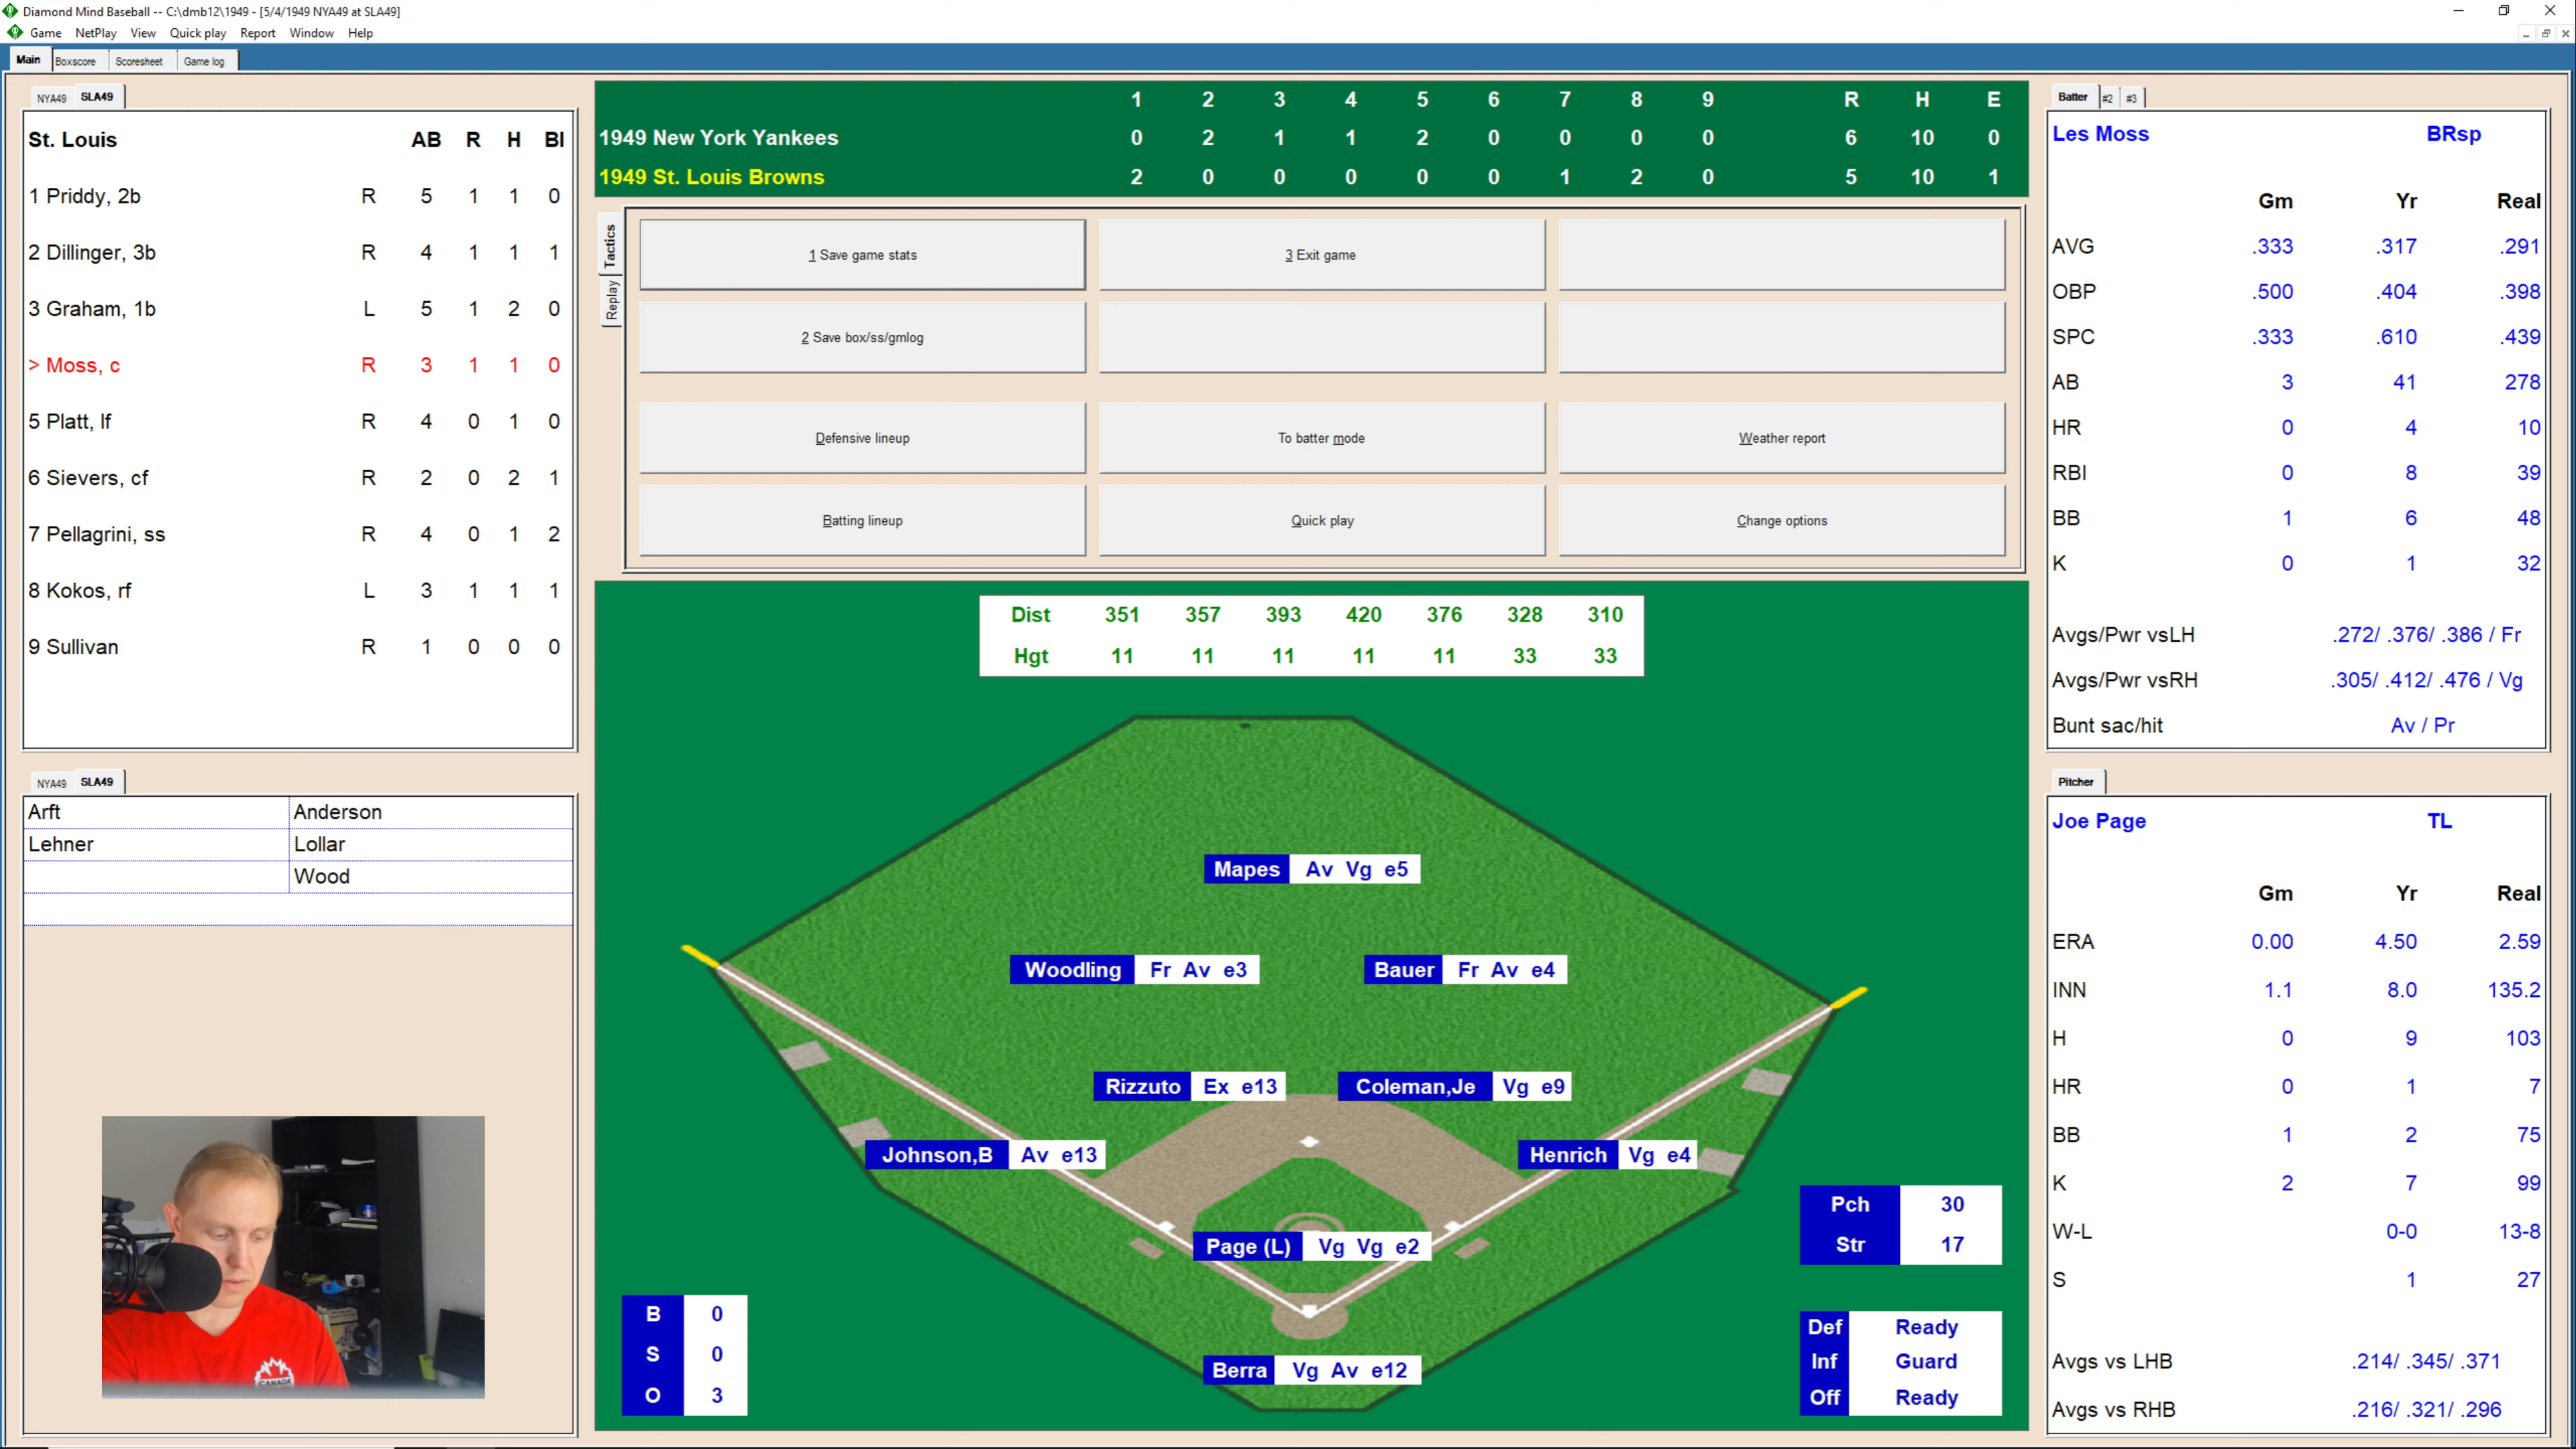 Diamond Mind Baseball -- C:\dmb12\1949 - [5/4/1949 NYA49 at SLA49]
Game NetPlay View Quick play Report Window Help
Main Boxscore Scoresheet Game log
NYA49 SLA49
St. Louis AB R H BI
1 Priddy, 2b R 5 1 1 0
2 Dillinger, 3b R 4 1 1 1
3 Graham, 1b L 5 1 2 0
> Moss, c R 3 1 1 0
5 Platt, lf R 4 0 1 0
6 Sievers, cf R 2 0 2 1
7 Pellagrini, ss R 4 0 1 2
8 Kokos, rf L 3 1 1 1
9 Sullivan R 1 0 0 0
NYA49 SLA49
Arft Anderson
Lehner Lollar
Wood
CANADA
1 2 3 4 5 6 7 8 9 R H E
1949 New York Yankees 0 2 1 1 2 0 0 0 0 6 10 0
1949 St. Louis Browns 2 0 0 0 0 0 1 2 0 5 10 1
Tactics
Replay
1 Save game stats 3 Exit game
2 Save box/ss/gmlog
Defensive lineup To batter mode Weather report
Batting lineup Quick play Change options
Dist 351 357 393 420 376 328 310
Hgt 11 11 11 11 11 33 33
Mapes Av Vg e5
Woodling Fr Av e3 Bauer Fr Av e4
Rizzuto Ex e13 Coleman,Je Vg e9
Johnson,B Av e13 Henrich Vg e4
Page (L) Vg Vg e2
Berra Vg Av e12
B 0
S 0
O 3
Pch 30
Str 17
Def Ready
Inf Guard
Off Ready
Batter #2 #3
Les Moss BRsp
Gm Yr Real
AVG .333 .317 .291
OBP .500 .404 .398
SPC .333 .610 .439
AB 3 41 278
HR 0 4 10
RBI 0 8 39
BB 1 6 48
K 0 1 32
Avgs/Pwr vsLH .272/ .376/ .386 / Fr
Avgs/Pwr vsRH .305/ .412/ .476 / Vg
Bunt sac/hit Av / Pr
Pitcher
Joe Page TL
Gm Yr Real
ERA 0.00 4.50 2.59
INN 1.1 8.0 135.2
H 0 9 103
HR 0 1 7
BB 1 2 75
K 2 7 99
W-L 0-0 13-8
S 1 27
Avgs vs LHB .214/ .345/ .371
Avgs vs RHB .216/ .321/ .296